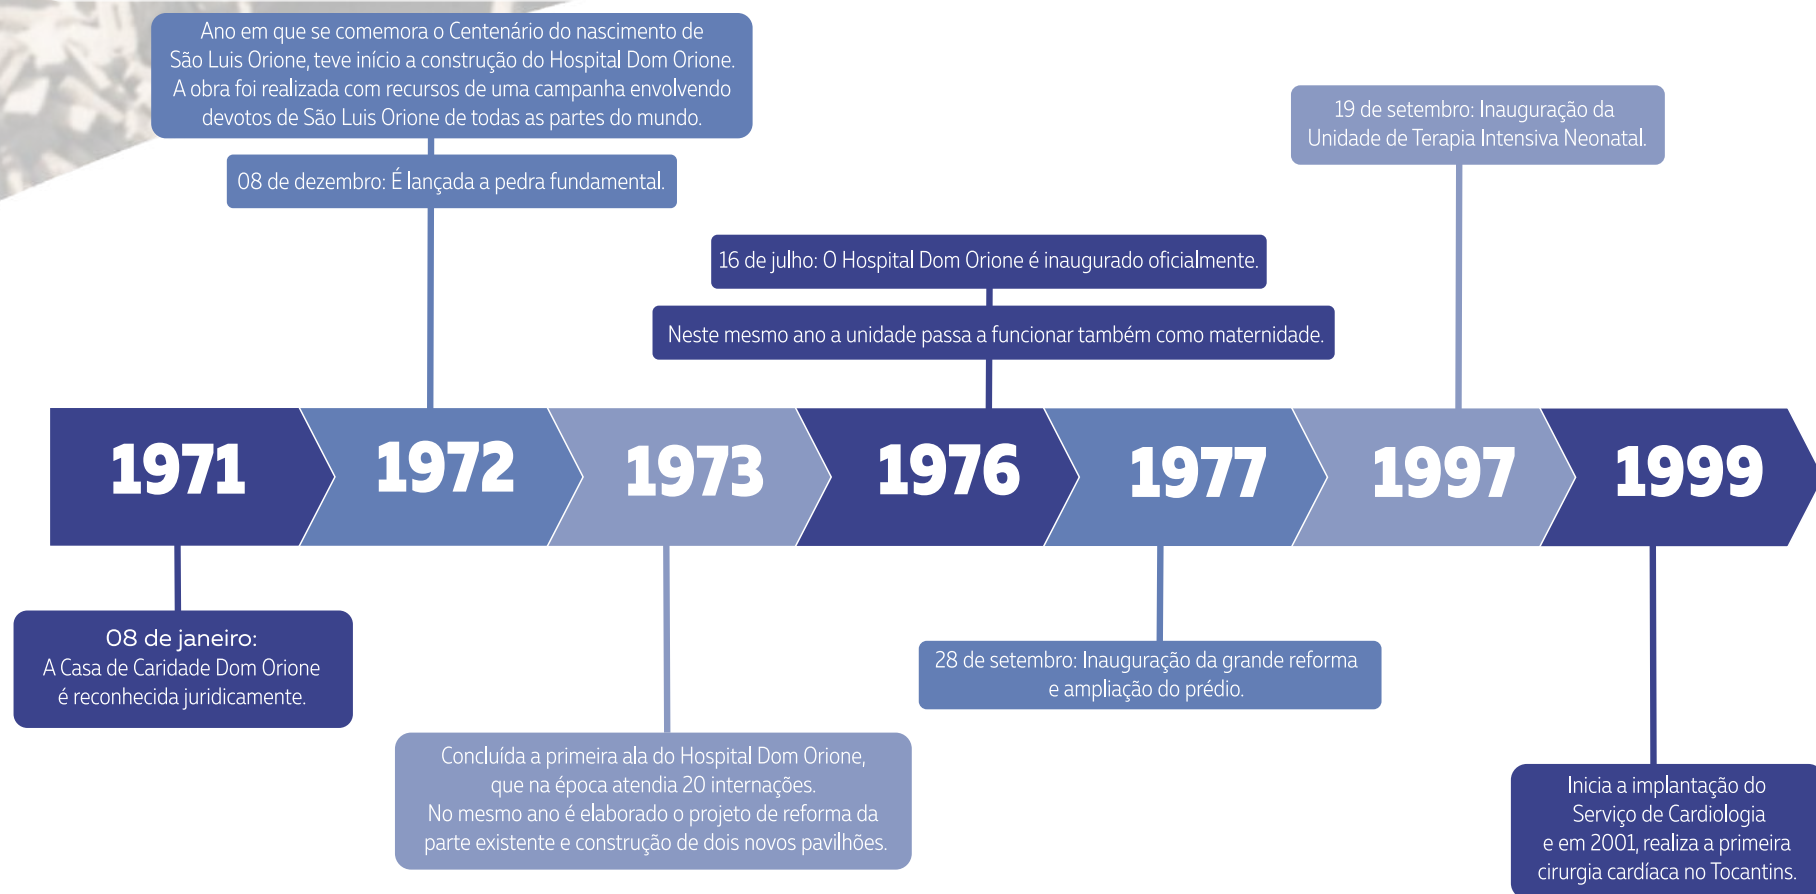 Ano em que se comemora o Centenário do nascimento de
São Luis Orione, teve início a construção do Hospital Dom Orione.
A obra foi realizada com recursos de uma campanha envolvendo
devotos de São Luis Orione de todas as partes do mundo.
08 de dezembro: É lançada a pedra fundamental.
19 de setembro: Inauguração da
Unidade de Terapia Intensiva Neonatal.
16 de julho: O Hospital Dom Orione é inaugurado oficialmente.
Neste mesmo ano a unidade passa a funcionar também como maternidade.
1971
1972
1973
1976
1977
1997
1999
08 de janeiro:
A Casa de Caridade Dom Orione
é reconhecida juridicamente.
Concluída a primeira ala do Hospital Dom Orione,
que na época atendia 20 internações.
No mesmo ano é elaborado o projeto de reforma da
parte existente e construção de dois novos pavilhões.
28 de setembro: Inauguração da grande reforma
e ampliação do prédio.
Inicia a implantação do
Serviço de Cardiologia
e em 2001, realiza a primeira
cirurgia cardíaca no Tocantins.